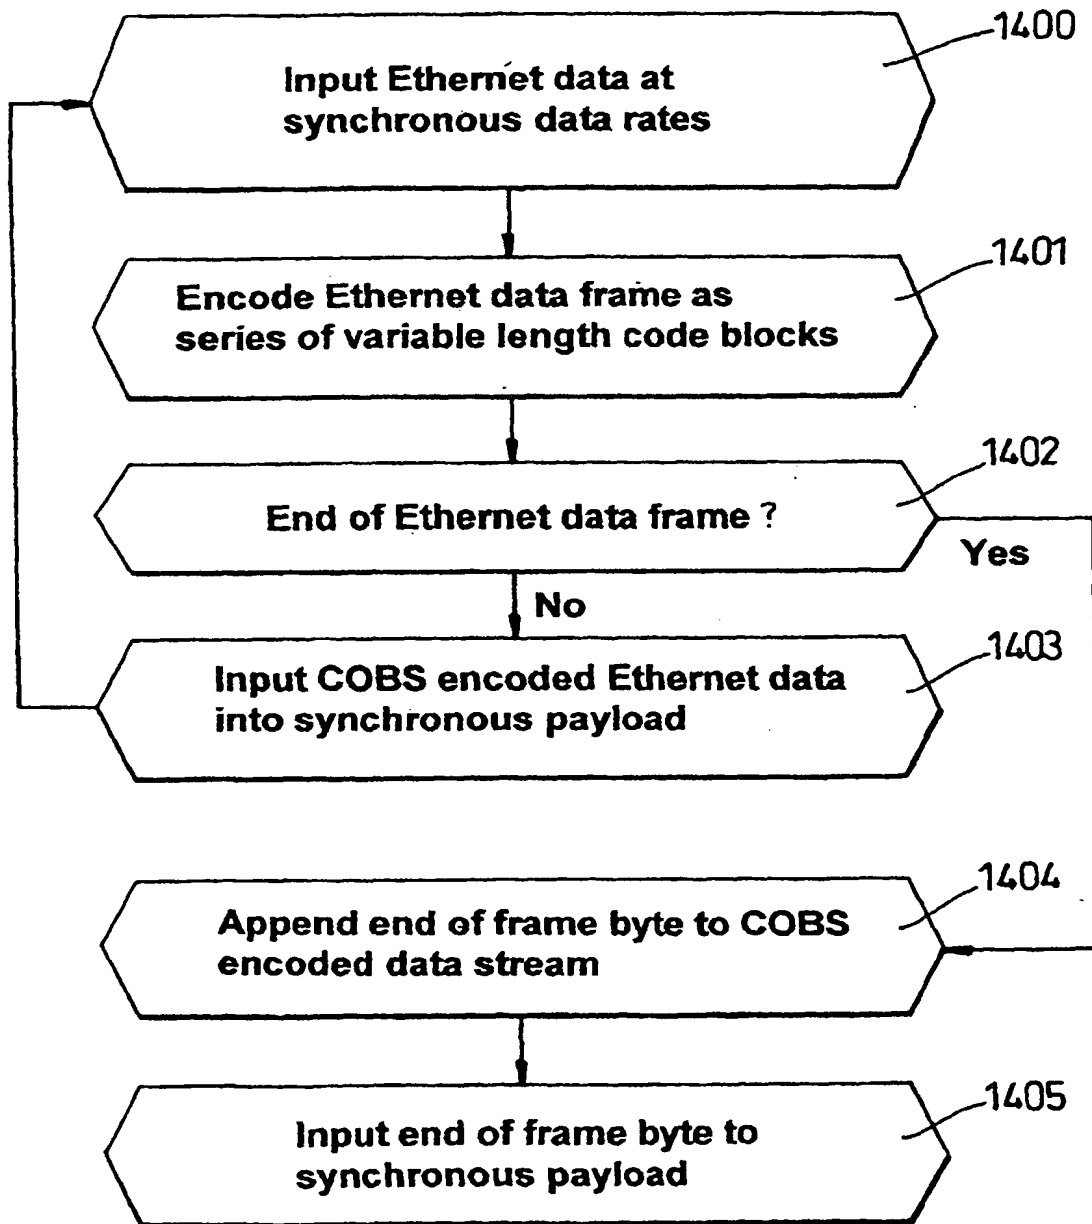 1400
Input Ethernet data at
synchronous data rates
1401
Encode Ethernet data frame as
series of variable length code blocks
1402
End of Ethernet data frame ?
Yes
No
1403
Input COBS encoded Ethernet data
into synchronous payload
1404
Append end of frame byte to COBS
encoded data stream
1405
Input end of frame byte to
synchronous payload